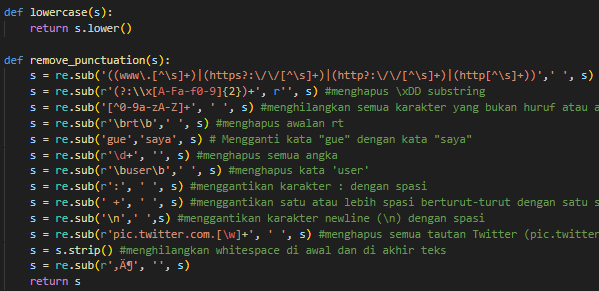 def lowercase(s):
    return s.lower()

def remove_punctuation(s):
    s = re.sub('((www\.[^\s]+)|(https?:\/\/[^\s]+)|(http?:\/\/[^\s]+)|(http[^\s]+))',' ', s)
    s = re.sub(r'(?:\\x[A-Fa-f0-9]{2})+', r'', s) #menghapus \xDD substring
    s = re.sub('[^0-9a-zA-Z]+', ' ', s) #menghilangkan semua karakter yang bukan huruf atau a
    s = re.sub(r'\brt\b',' ', s) #menghapus awalan rt
    s = re.sub('gue','saya', s) # Mengganti kata "gue" dengan kata "saya"
    s = re.sub(r'\d+', '', s) #menghapus semua angka
    s = re.sub(r'\buser\b',' ', s) #menghapus kata 'user'
    s = re.sub(r':', ' ', s) #menggantikan karakter : dengan spasi
    s = re.sub(' +', ' ', s) #menggantikan satu atau lebih spasi berturut-turut dengan satu s
    s = re.sub('\n',' ',s) #menggantikan karakter newline (\n) dengan spasi
    s = re.sub(r'pic.twitter.com.[\w]+', ' ', s) #menghapus semua tautan Twitter (pic.twitter
    s = s.strip() #menghilangkan whitespace di awal dan di akhir teks
    s = re.sub(r'‚Ä¶', '', s)
    return s